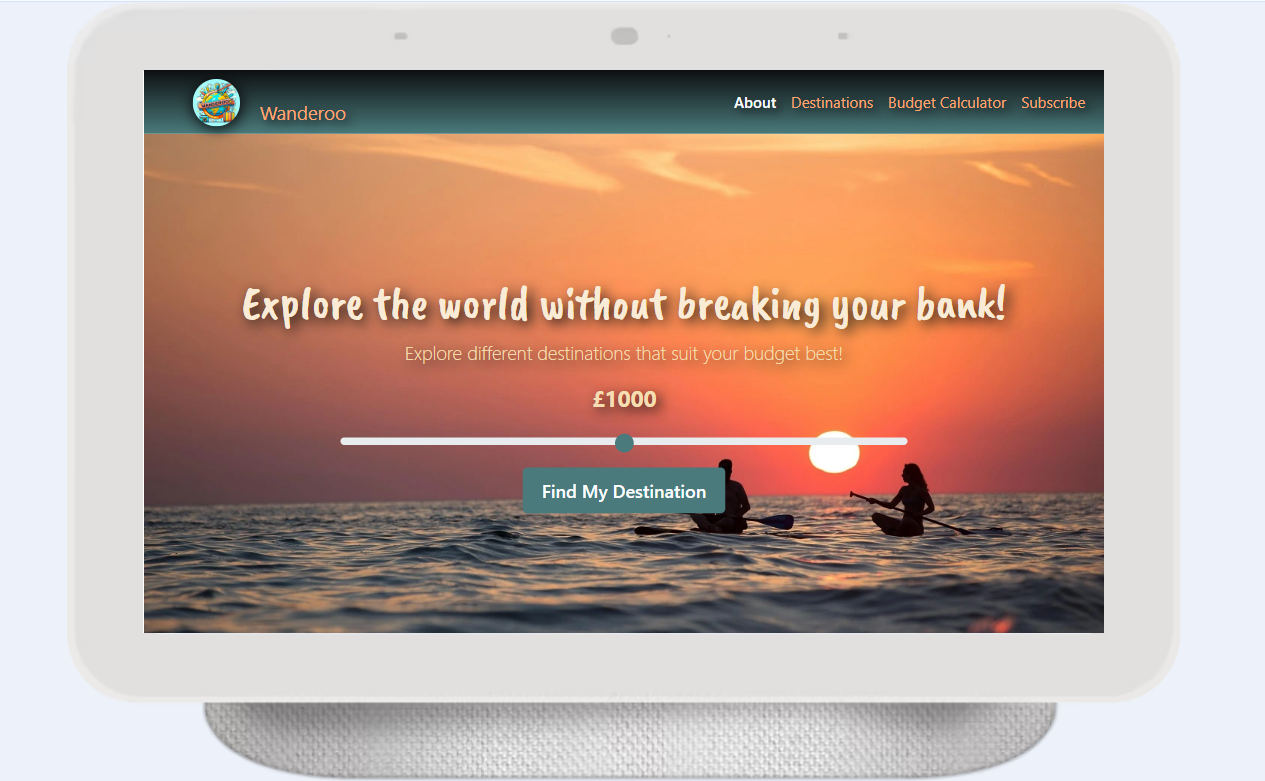 WANDEROO
Wanderoo
About
Destinations
Budget Calculator
Subscribe
Explore the world without breaking your bank!
Explore different destinations that suit your budget best!
£1000
Find My Destination